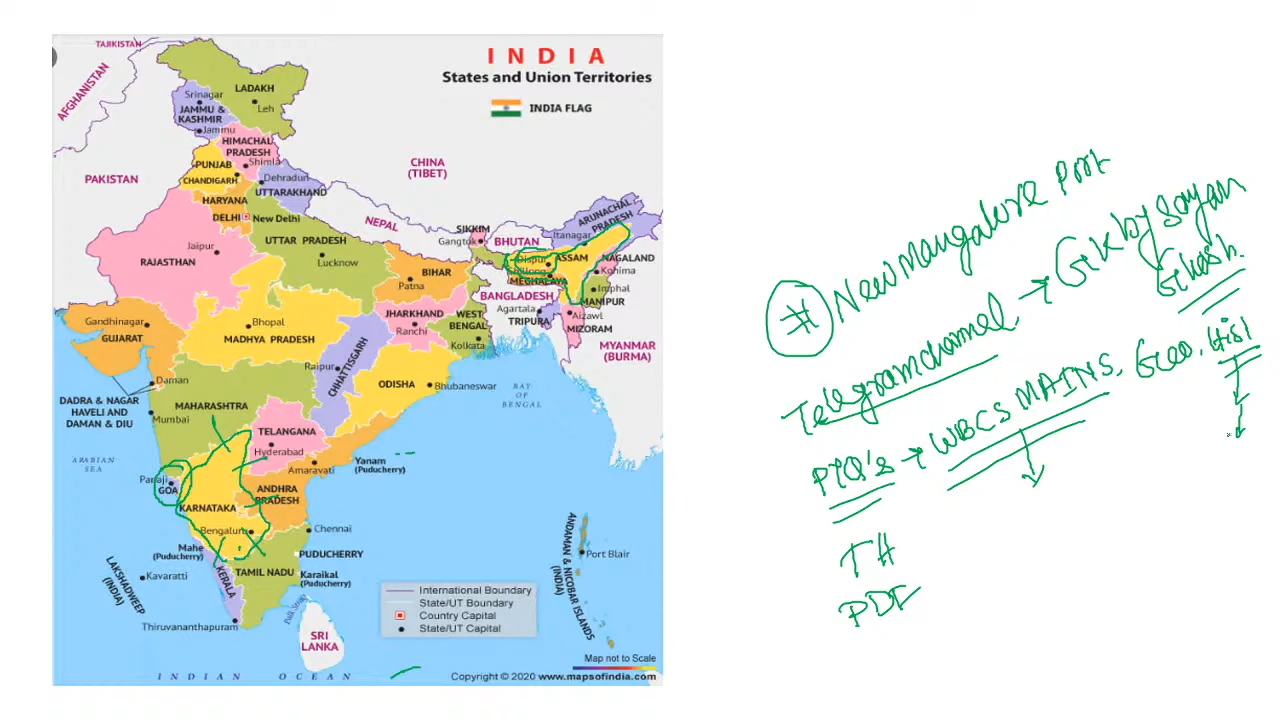 INDIA
States and Union Territories
INDIA FLAG
TAJIKISTAN
AFGHANISTAN
PAKISTAN
CHINA
(TIBET)
NEPAL
BHUTAN
BANGLADESH
MYANMAR
(BURMA)
SRI
LANKA
LADAKH
Leh
Srinagar
JAMMU &
KASHMIR
Jammu
HIMACHAL
PRADESH
Shimla
PUNJAB
CHANDIGARH
Dehradun
UTTARAKHAND
HARYANA
DELHI
New Delhi
Jaipur
RAJASTHAN
UTTAR PRADESH
Lucknow
BIHAR
Patna
SIKKIM
Gangtok
ARUNACHAL
PRADESH
Itanagar
Dispur
ASSAM
NAGALAND
Kohima
Shillong
MEGHALAYA
Imphal
MANIPUR
Agartala
TRIPURA
Aizawl
MIZORAM
Gandhinagar
GUJARAT
Bhopal
MADHYA PRADESH
JHARKHAND
Ranchi
WEST
BENGAL
Kolkata
Raipur
CHHATTISGARH
ODISHA
Bhubaneswar
BAY
OF
BENGAL
Daman
DADRA & NAGAR
HAVELI AND
DAMAN & DIU
MAHARASHTRA
Mumbai
TELANGANA
Hyderabad
Amaravati
Yanam
(Puducherry)
ARABIAN
SEA
Panaji
GOA
ANDHRA
PRADESH
KARNATAKA
Bengaluru
Chennai
Mahe
(Puducherry)
PUDUCHERRY
TAMIL NADU
Karaikal
(Puducherry)
KERALA
LAKSHADWEEP
(INDIA)
Kavaratti
Thiruvananthapuram
Palk Strait
ANDAMAN AND NICOBAR ISLANDS
(INDIA)
Port Blair
International Boundary
State/UT Boundary
Country Capital
State/UT Capital
Map not to Scale
INDIAN OCEAN
Copyright © 2020 www.mapsofindia.com
# New Mangalore Port
Telegram channel. → GK by Sayan
Ghosh.
PYQ's → WBCS MAINS, Geo, Hist
TH
PDF